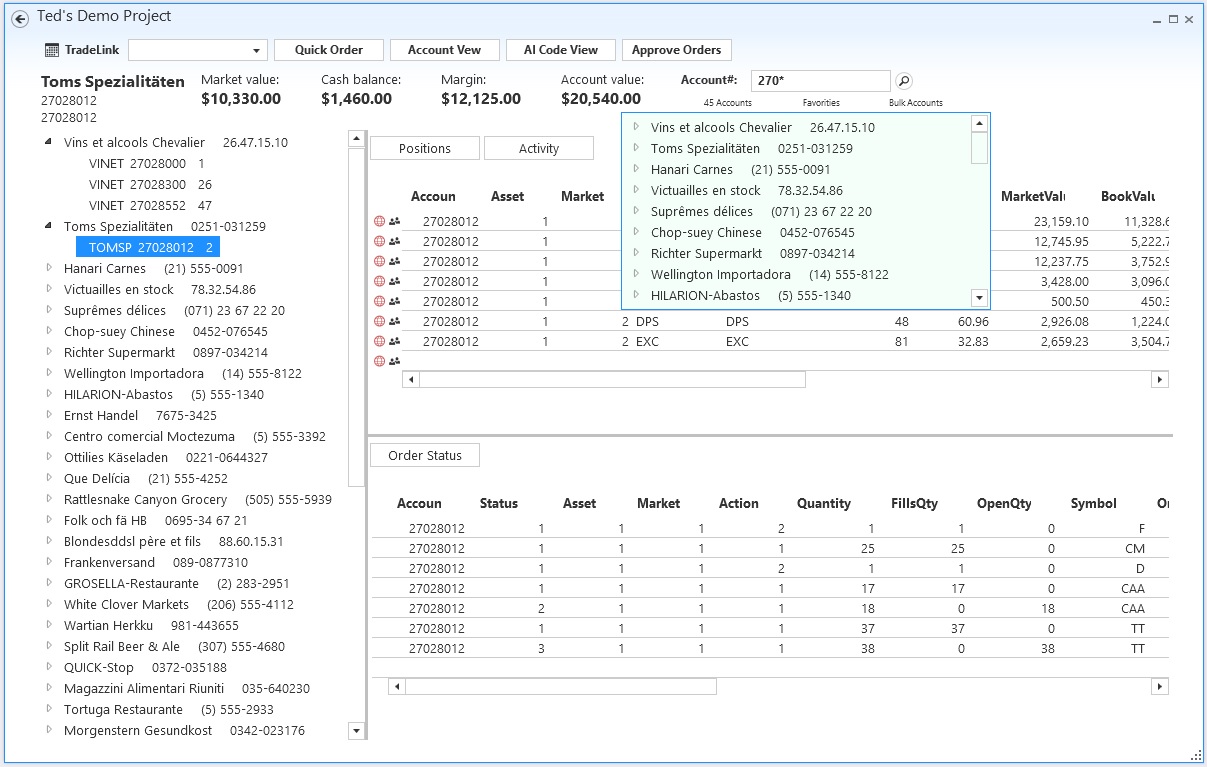 Ted's Demo Project
TradeLink Quick Order Account Vew AI Code View Approve Orders
Toms Spezialitäten Market value: Cash balance: Margin: Account value: Account#: 270*
27028012 $10,330.00 $1,460.00 $12,125.00 $20,540.00 45 Accounts Favorities Bulk Accounts
27028012
Vins et alcools Chevalier 26.47.15.10
VINET 27028000 1
VINET 27028300 26
VINET 27028552 47
Toms Spezialitäten 0251-031259
TOMSP 27028012 2
Hanari Carnes (21) 555-0091
Victuailles en stock 78.32.54.86
Suprêmes délices (071) 23 67 22 20
Chop-suey Chinese 0452-076545
Richter Supermarkt 0897-034214
Wellington Importadora (14) 555-8122
HILARION-Abastos (5) 555-1340
Ernst Handel 7675-3425
Centro comercial Moctezuma (5) 555-3392
Ottilies Käseladen 0221-0644327
Que Delícia (21) 555-4252
Rattlesnake Canyon Grocery (505) 555-5939
Folk och fä HB 0695-34 67 21
Blondesddsl père et fils 88.60.15.31
Frankenversand 089-0877310
GROSELLA-Restaurante (2) 283-2951
White Clover Markets (206) 555-4112
Wartian Herkku 981-443655
Split Rail Beer & Ale (307) 555-4680
QUICK-Stop 0372-035188
Magazzini Alimentari Riuniti 035-640230
Tortuga Restaurante (5) 555-2933
Morgenstern Gesundkost 0342-023176
Vins et alcools Chevalier 26.47.15.10
Toms Spezialitäten 0251-031259
Hanari Carnes (21) 555-0091
Victuailles en stock 78.32.54.86
Suprêmes délices (071) 23 67 22 20
Chop-suey Chinese 0452-076545
Richter Supermarkt 0897-034214
Wellington Importadora (14) 555-8122
HILARION-Abastos (5) 555-1340
Positions Activity
Accoun Asset Market MarketValu BookValu
27028012 1 23,159.10 11,328.6
27028012 1 12,745.95 5,222.7
27028012 1 12,237.75 3,752.9
27028012 1 3,428.00 3,096.0
27028012 1 500.50 450.3
27028012 1 2 DPS DPS 48 60.96 2,926.08 1,224.0
27028012 1 2 EXC EXC 81 32.83 2,659.23 3,504.7
Order Status
Accoun Status Asset Market Action Quantity FillsQty OpenQty Symbol Or
27028012 1 1 1 2 1 1 0 F
27028012 1 1 1 1 25 25 0 CM
27028012 1 1 1 2 1 1 0 D
27028012 1 1 1 1 17 17 0 CAA
27028012 2 1 1 1 18 0 18 CAA
27028012 1 1 1 1 37 37 0 TT
27028012 3 1 1 1 38 0 38 TT